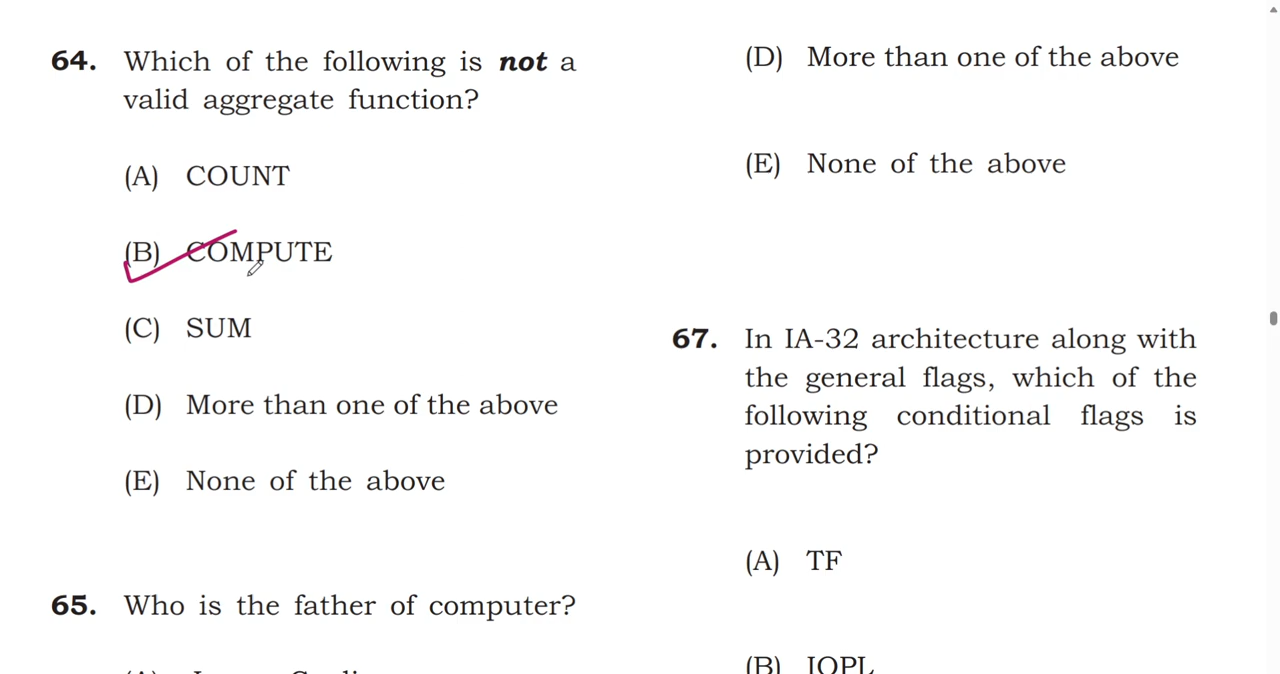 64. Which of the following is not a
valid aggregate function?
(A) COUNT
(B) COMPUTE
(C) SUM
(D) More than one of the above
(E) None of the above
65. Who is the father of computer?
(D) More than one of the above
(E) None of the above
67. In IA-32 architecture along with
the general flags, which of the
following conditional flags is
provided?
(A) TF
(B) IOPL